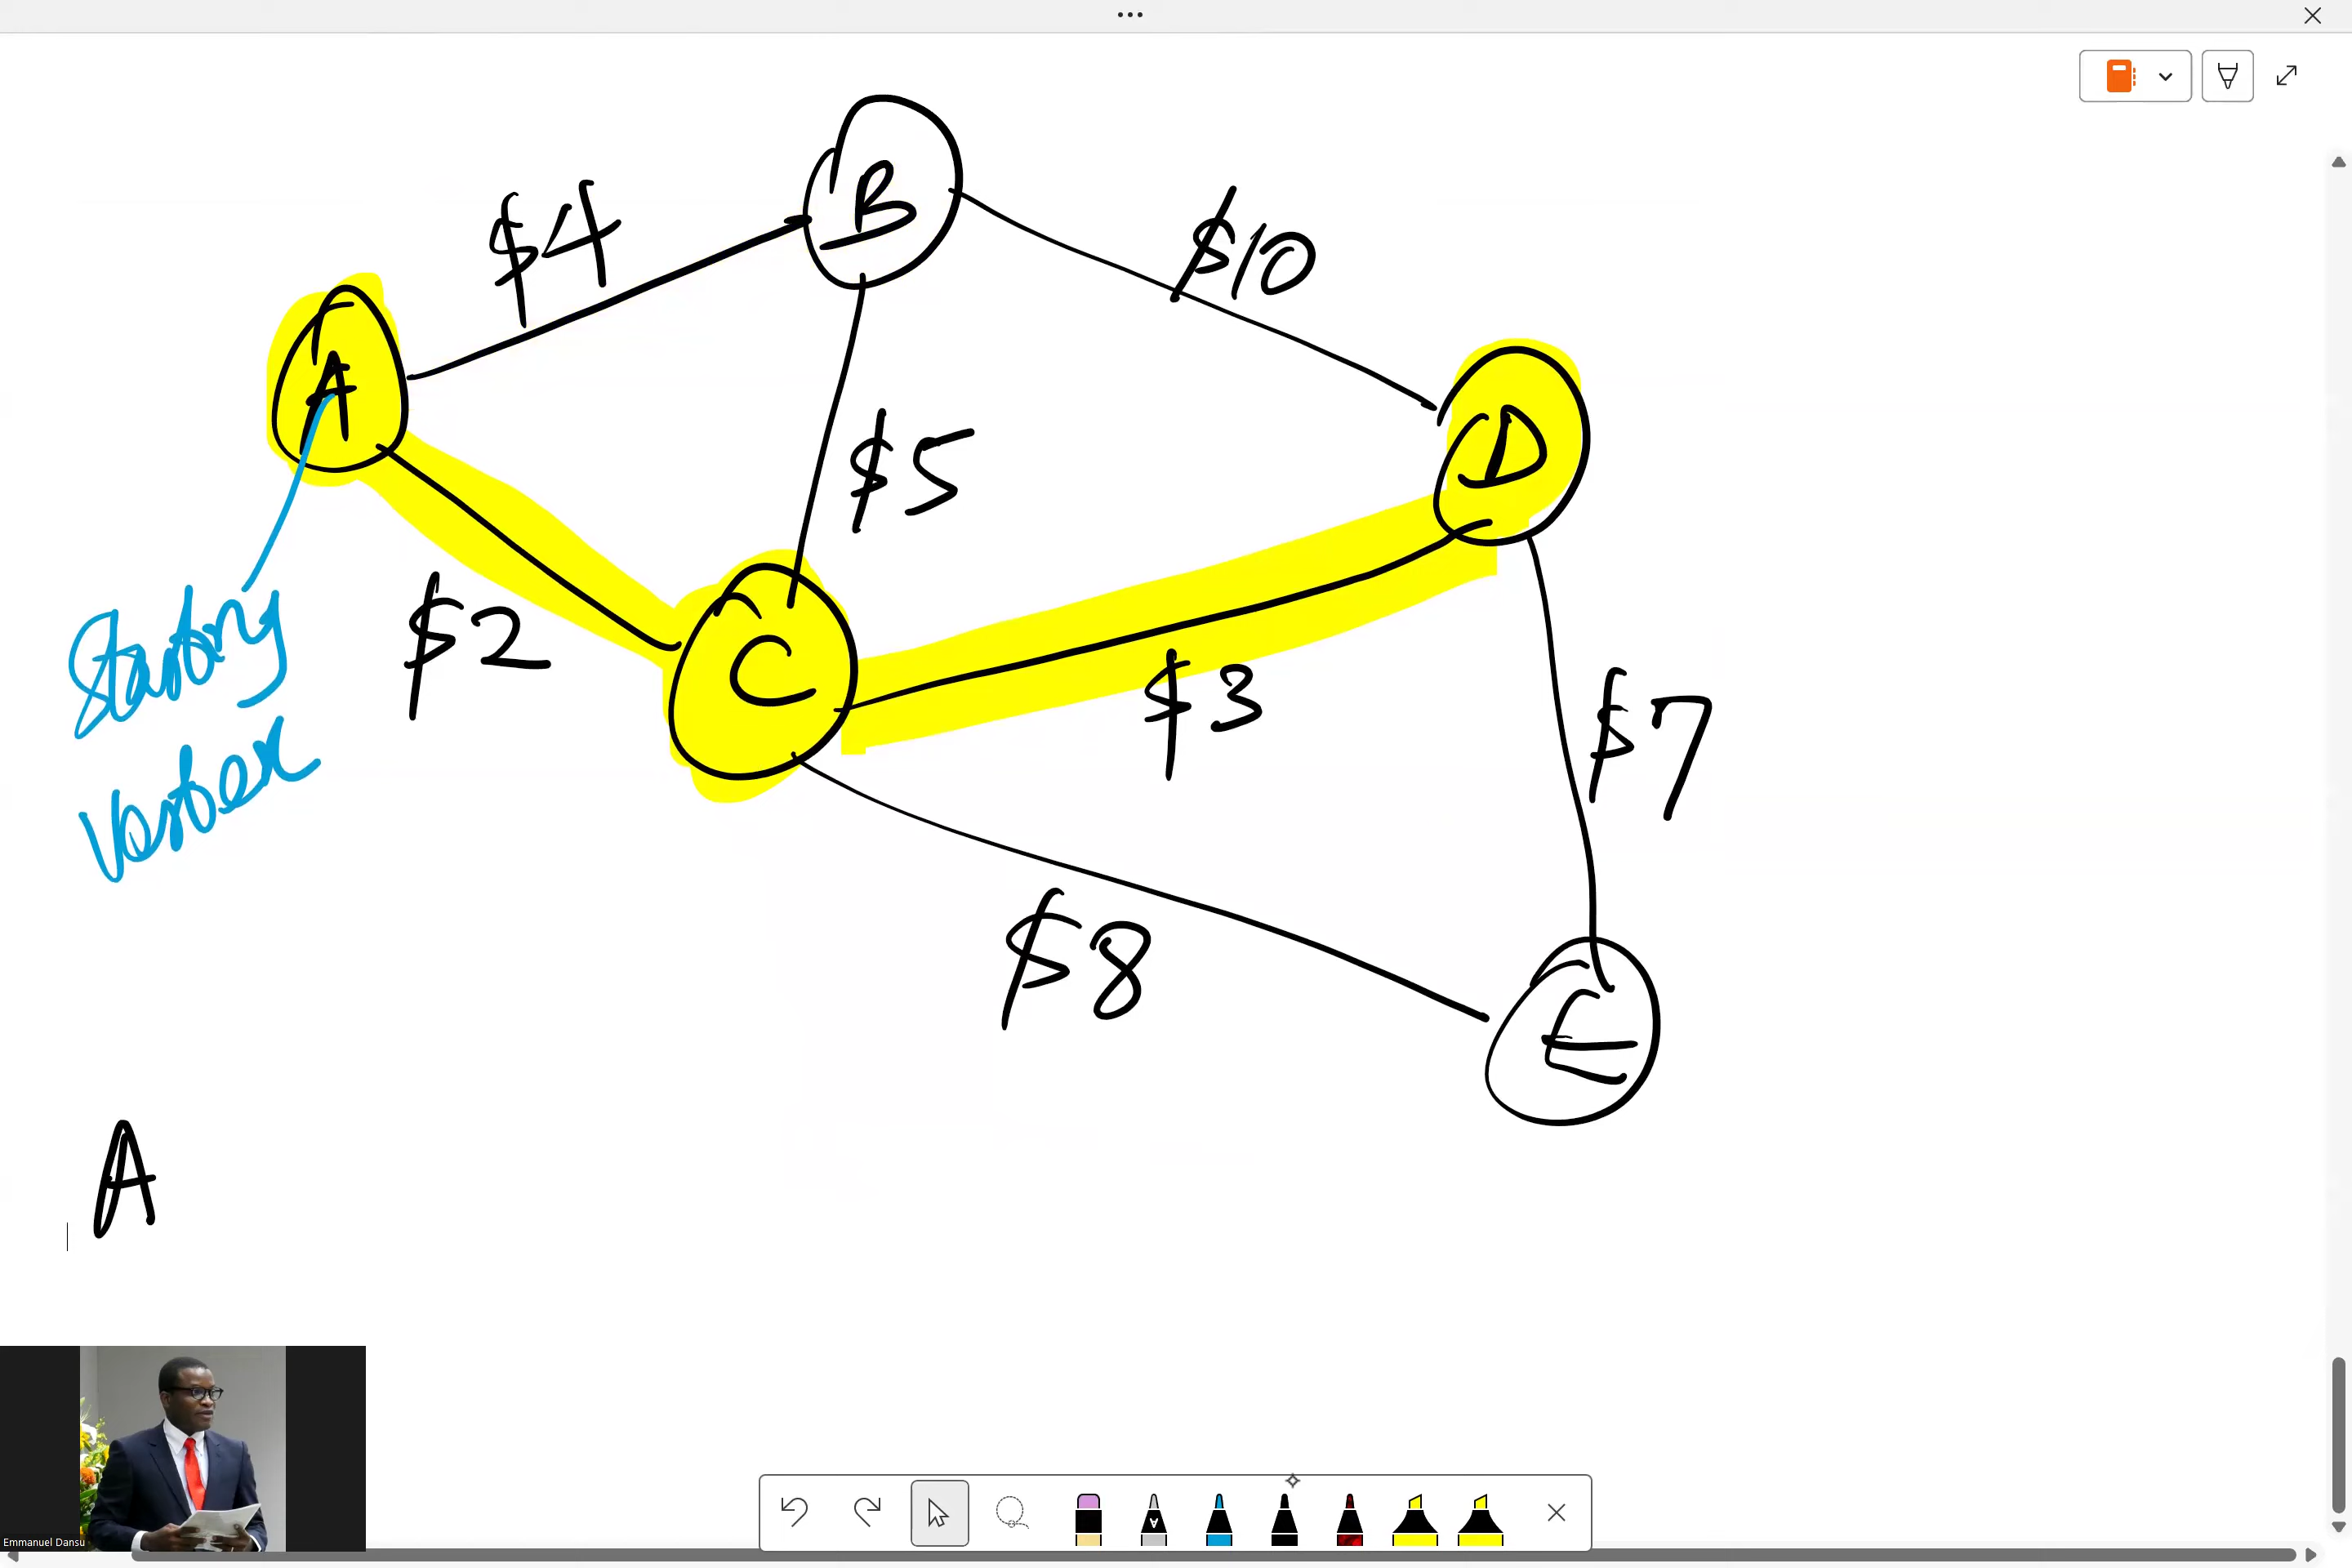 B
$4
$10
A
D
$5
Starting
$2
C
$3
$7
Vertex
$8
E
A
Emmanuel Dansu